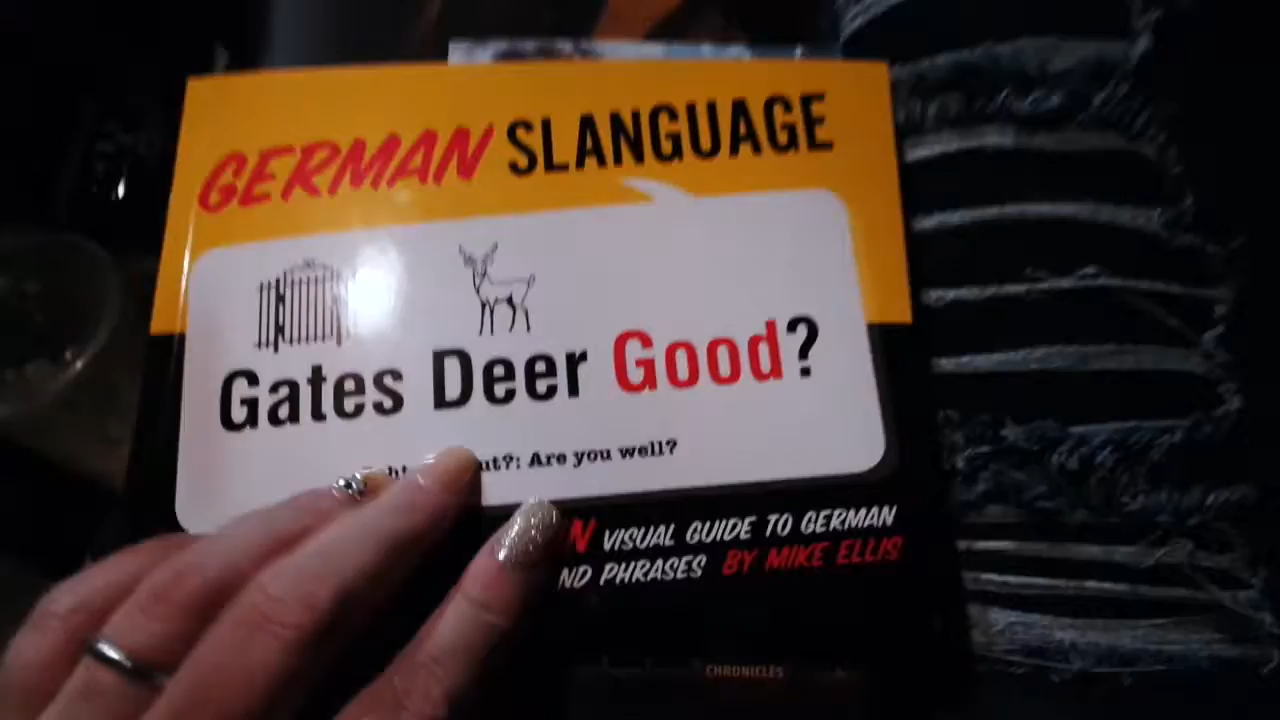 GERMAN SLANGUAGE
Gates Deer Good?
ut?: Are you well?
N VISUAL GUIDE TO GERMAN
ND PHRASES BY MIKE ELLIS
CHRONICLES